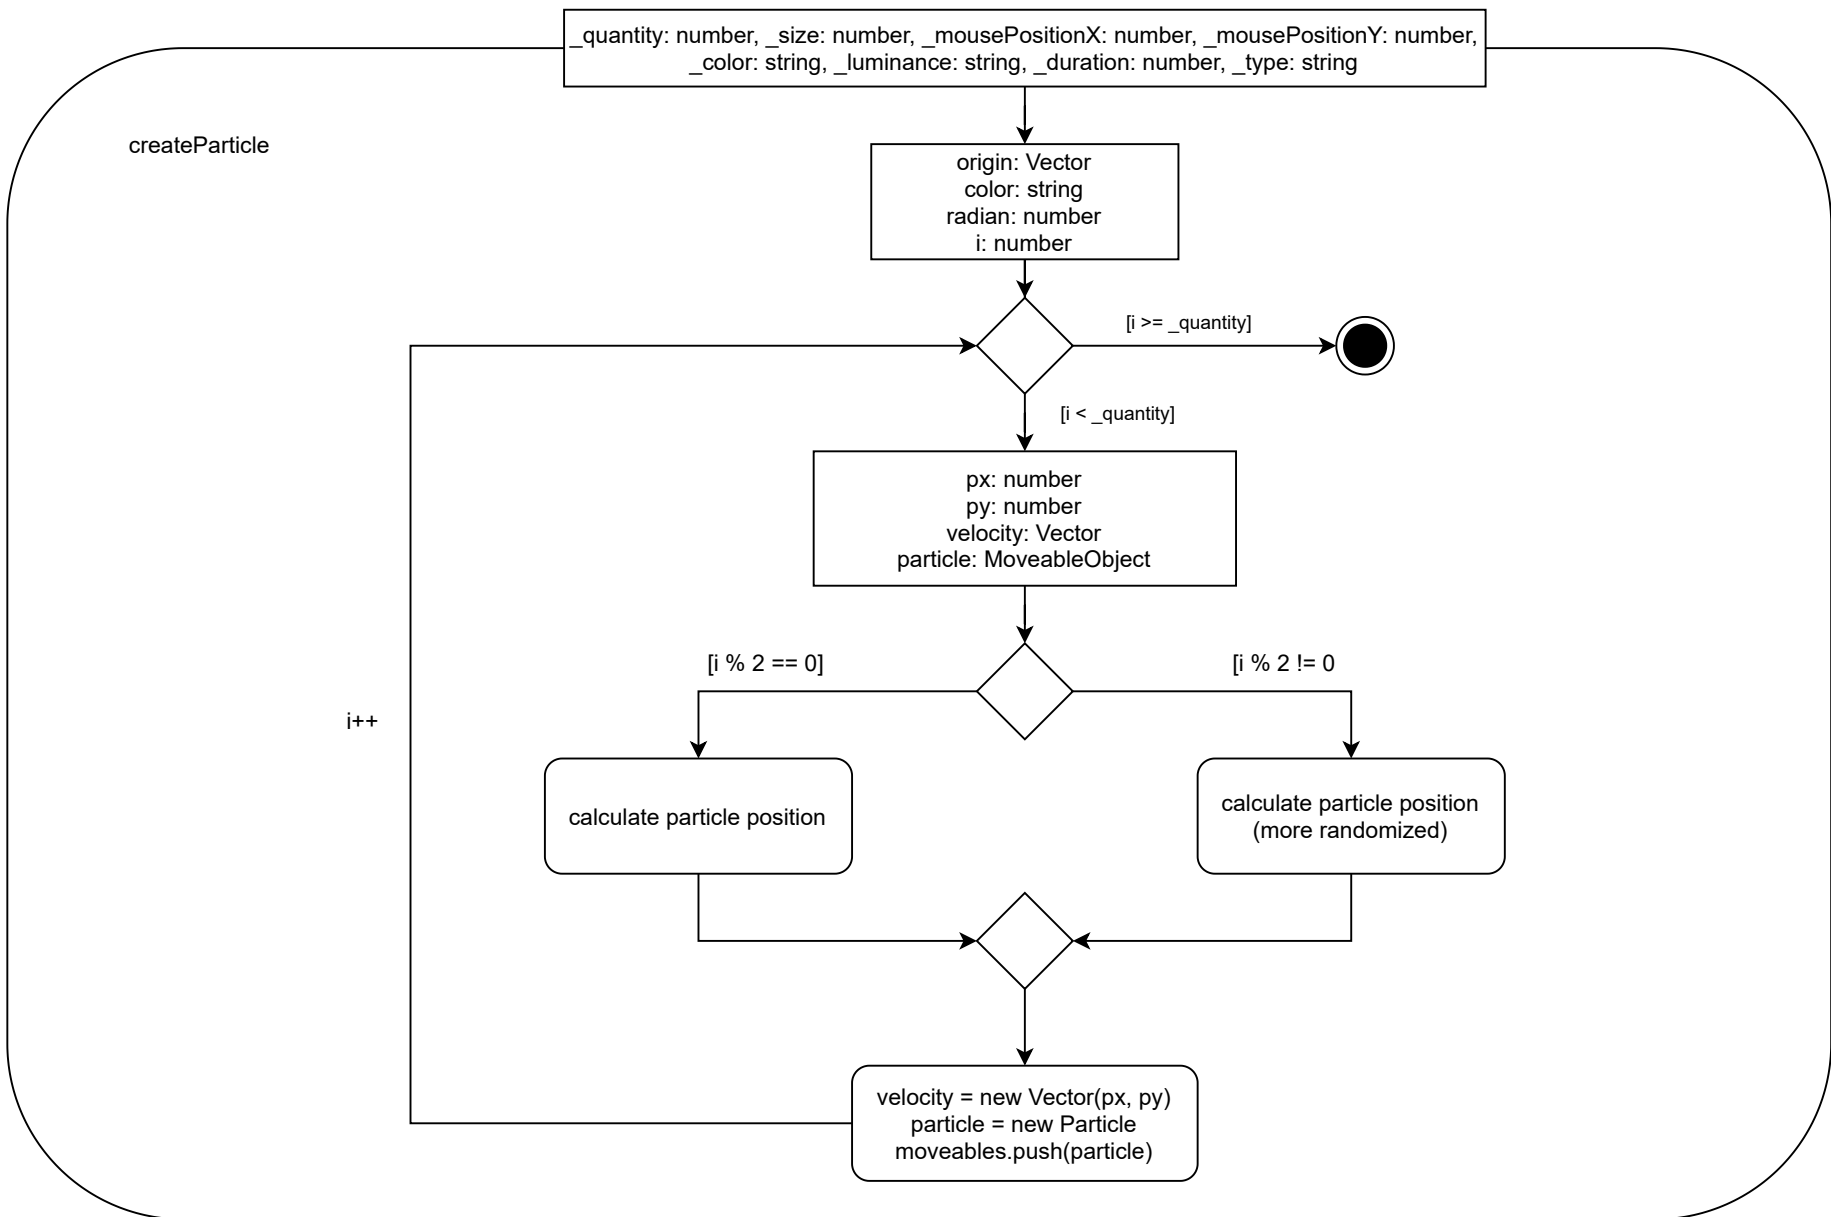 _quantity: number, _size: number, _mousePositionX: number, _mousePositionY: number,
_color: string, _luminance: string, _duration: number, _type: string
createParticle
origin: Vector
color: string
radian: number
i: number
[i >= _quantity]
[i < _quantity]
px: number
py: number
velocity: Vector
particle: MoveableObject
[i % 2 == 0]
[i % 2 != 0
i++
calculate particle position
calculate particle position
(more randomized)
velocity = new Vector(px, py)
particle = new Particle
moveables.push(particle)